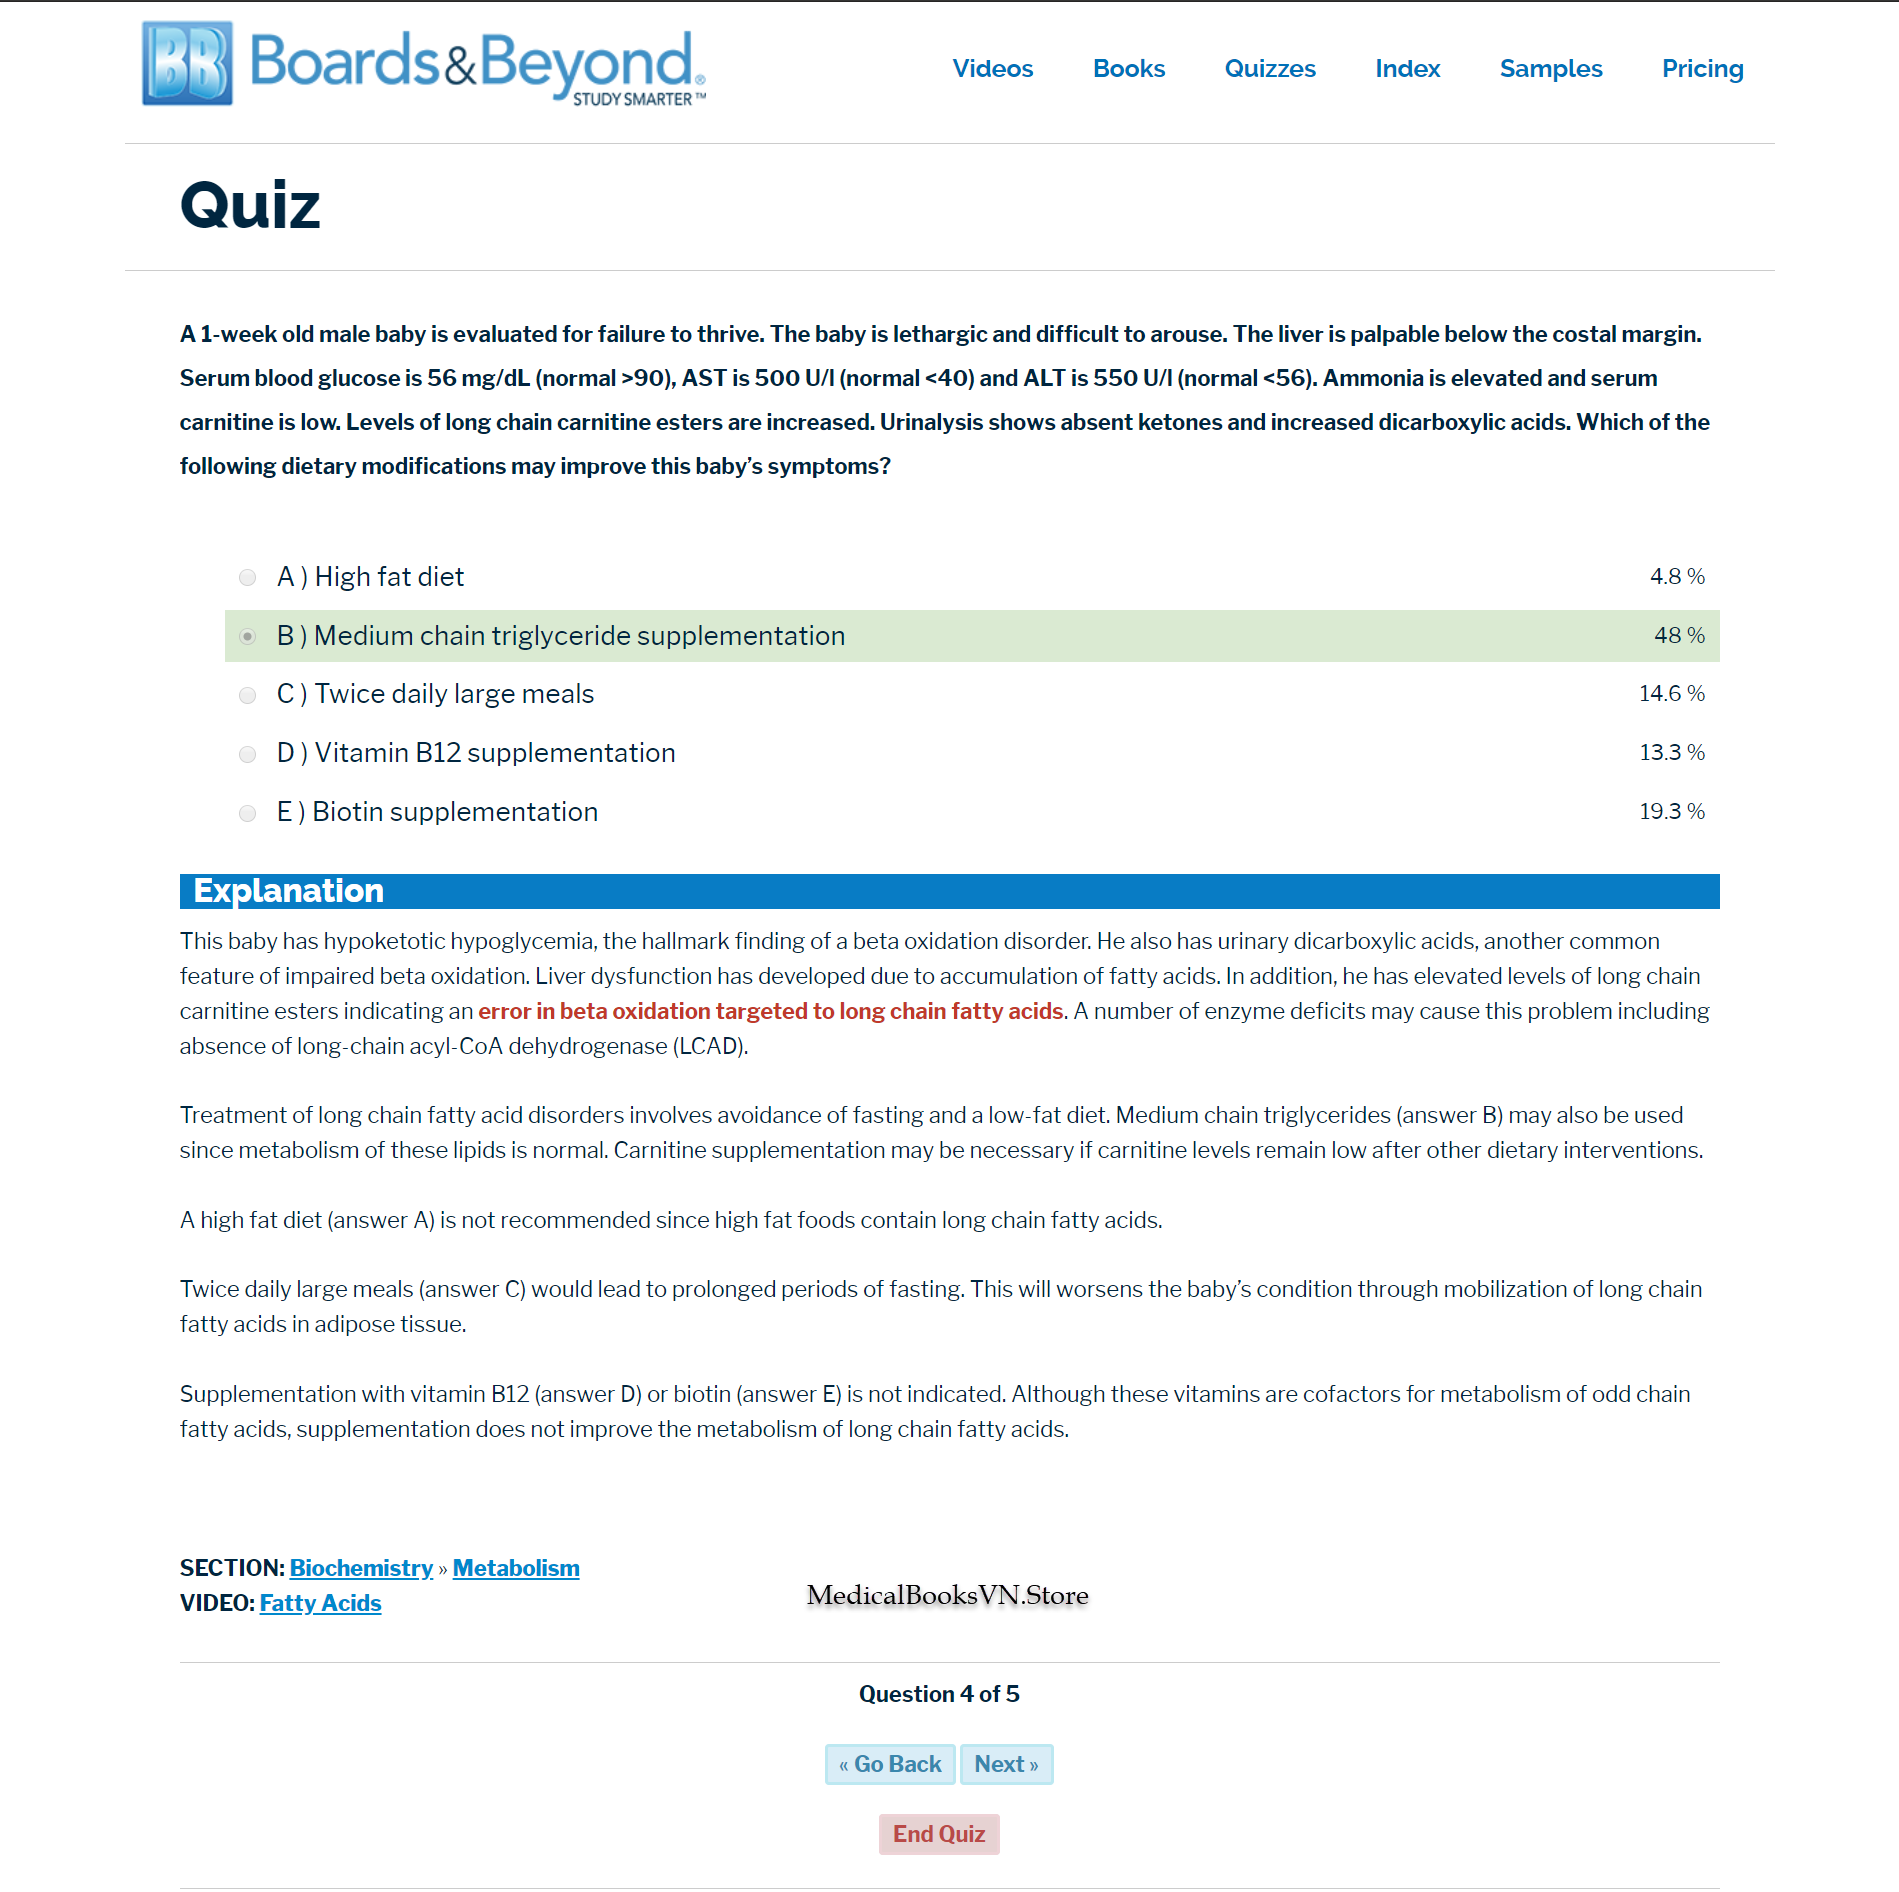 BB Boards&Beyond®
STUDY SMARTER™
Videos Books Quizzes Index Samples Pricing
Quiz
A 1-week old male baby is evaluated for failure to thrive. The baby is lethargic and difficult to arouse. The liver is palpable below the costal margin.
Serum blood glucose is 56 mg/dL (normal >90), AST is 500 U/l (normal <40) and ALT is 550 U/l (normal <56). Ammonia is elevated and serum
carnitine is low. Levels of long chain carnitine esters are increased. Urinalysis shows absent ketones and increased dicarboxylic acids. Which of the
following dietary modifications may improve this baby’s symptoms?
A ) High fat diet 4.8 %
B ) Medium chain triglyceride supplementation 48 %
C ) Twice daily large meals 14.6 %
D ) Vitamin B12 supplementation 13.3 %
E ) Biotin supplementation 19.3 %
Explanation
This baby has hypoketotic hypoglycemia, the hallmark finding of a beta oxidation disorder. He also has urinary dicarboxylic acids, another common
feature of impaired beta oxidation. Liver dysfunction has developed due to accumulation of fatty acids. In addition, he has elevated levels of long chain
carnitine esters indicating an error in beta oxidation targeted to long chain fatty acids. A number of enzyme deficits may cause this problem including
absence of long-chain acyl-CoA dehydrogenase (LCAD).
Treatment of long chain fatty acid disorders involves avoidance of fasting and a low-fat diet. Medium chain triglycerides (answer B) may also be used
since metabolism of these lipids is normal. Carnitine supplementation may be necessary if carnitine levels remain low after other dietary interventions.
A high fat diet (answer A) is not recommended since high fat foods contain long chain fatty acids.
Twice daily large meals (answer C) would lead to prolonged periods of fasting. This will worsens the baby’s condition through mobilization of long chain
fatty acids in adipose tissue.
Supplementation with vitamin B12 (answer D) or biotin (answer E) is not indicated. Although these vitamins are cofactors for metabolism of odd chain
fatty acids, supplementation does not improve the metabolism of long chain fatty acids.
SECTION: Biochemistry » Metabolism
VIDEO: Fatty Acids
MedicalBooksVN.Store
Question 4 of 5
« Go Back Next »
End Quiz